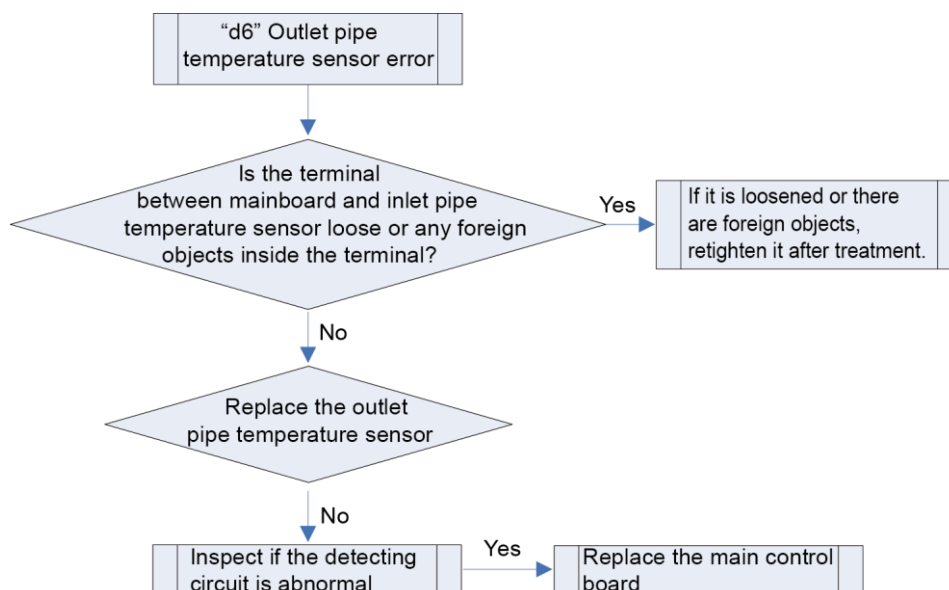 “d6” Outlet pipe
temperature sensor error
Is the terminal
between mainboard and inlet pipe
temperature sensor loose or any foreign
objects inside the terminal?
Yes
If it is loosened or there
are foreign objects,
retighten it after treatment.
No
Replace the outlet
pipe temperature sensor
No
Inspect if the detecting
circuit is abnormal
Yes
Replace the main control
board